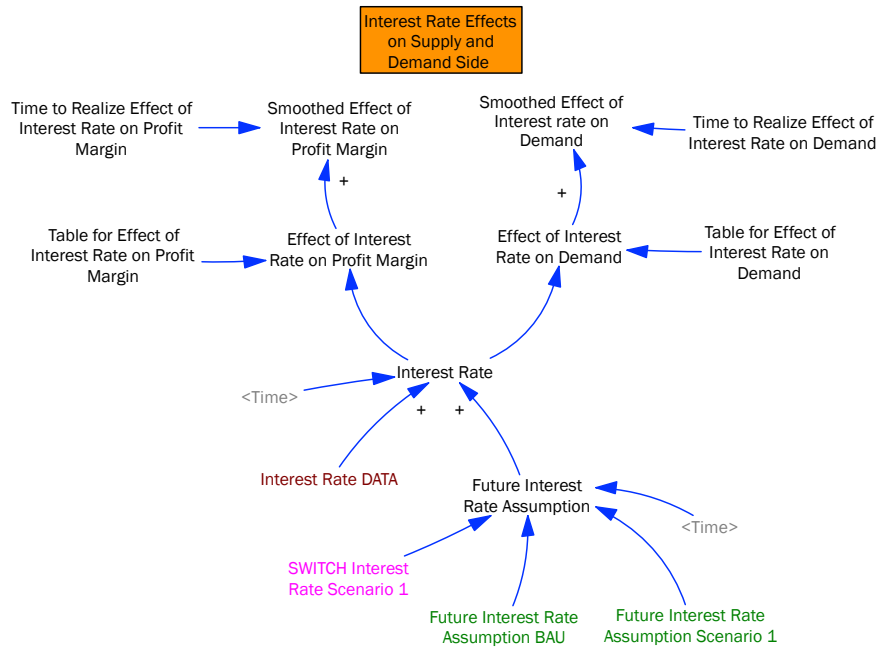 Interest Rate Effects
on Supply and
Demand Side
Time to Realize Effect of
Interest Rate on Profit
Margin
Smoothed Effect of
Interest Rate on
Profit Margin
Smoothed Effect of
Interest rate on
Demand
Time to Realize Effect of
Interest Rate on Demand
+
+
Table for Effect of
Interest Rate on Profit
Margin
Effect of Interest
Rate on Profit Margin
Effect of Interest
Rate on Demand
Table for Effect of
Interest Rate on
Demand
Interest Rate
<Time>
+ +
Interest Rate DATA
Future Interest
Rate Assumption
<Time>
SWITCH Interest
Rate Scenario 1
Future Interest Rate
Assumption BAU
Future Interest Rate
Assumption Scenario 1